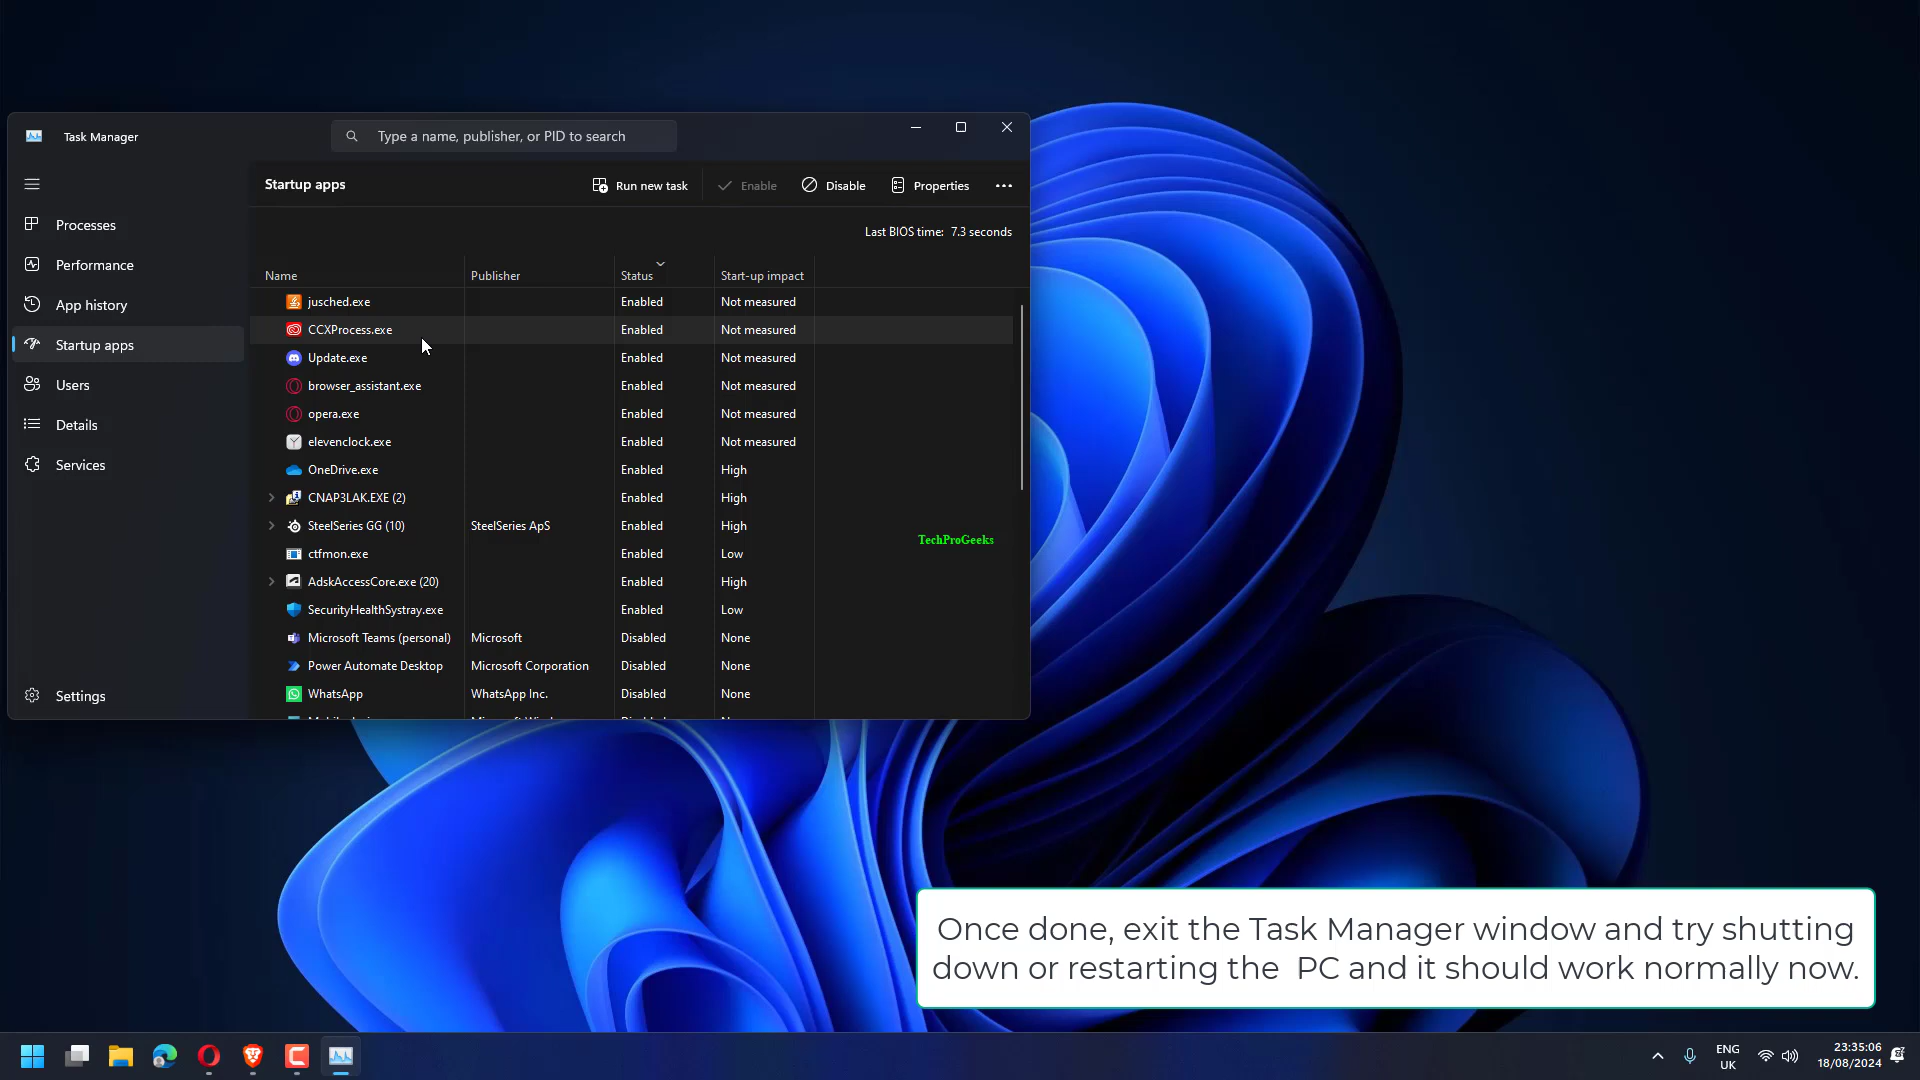 Task Manager
Type a name, publisher, or PID to search
Startup apps
Run new task
Enable
Disable
Properties
Last BIOS time: 7.3 seconds
Processes
Performance
App history
Startup apps
Users
Details
Services
Settings
Name Publisher Status Start-up impact
jusched.exe Enabled Not measured
CCXProcess.exe Enabled Not measured
Update.exe Enabled Not measured
browser_assistant.exe Enabled Not measured
opera.exe Enabled Not measured
elevenclock.exe Enabled Not measured
OneDrive.exe Enabled High
CNAP3LAK.EXE (2) Enabled High
SteelSeries GG (10) SteelSeries ApS Enabled High
ctfmon.exe Enabled Low
AdskAccessCore.exe (20) Enabled High
SecurityHealthSystray.exe Enabled Low
Microsoft Teams (personal) Microsoft Disabled None
Power Automate Desktop Microsoft Corporation Disabled None
WhatsApp WhatsApp Inc. Disabled None
TechProGeeks
Once done, exit the Task Manager window and try shutting
down or restarting the PC and it should work normally now.
ENG
UK
23:35:06
18/08/2024